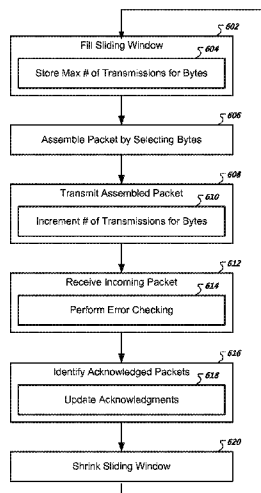 602
Fill Sliding Window
604
Store Max # of Transmissions for Bytes
606
Assemble Packet by Selecting Bytes
608
Transmit Assembled Packet
610
Increment # of Transmissions for Bytes
612
Receive Incoming Packet
614
Perform Error Checking
616
Identify Acknowledged Packets
618
Update Acknowledgments
620
Shrink Sliding Window